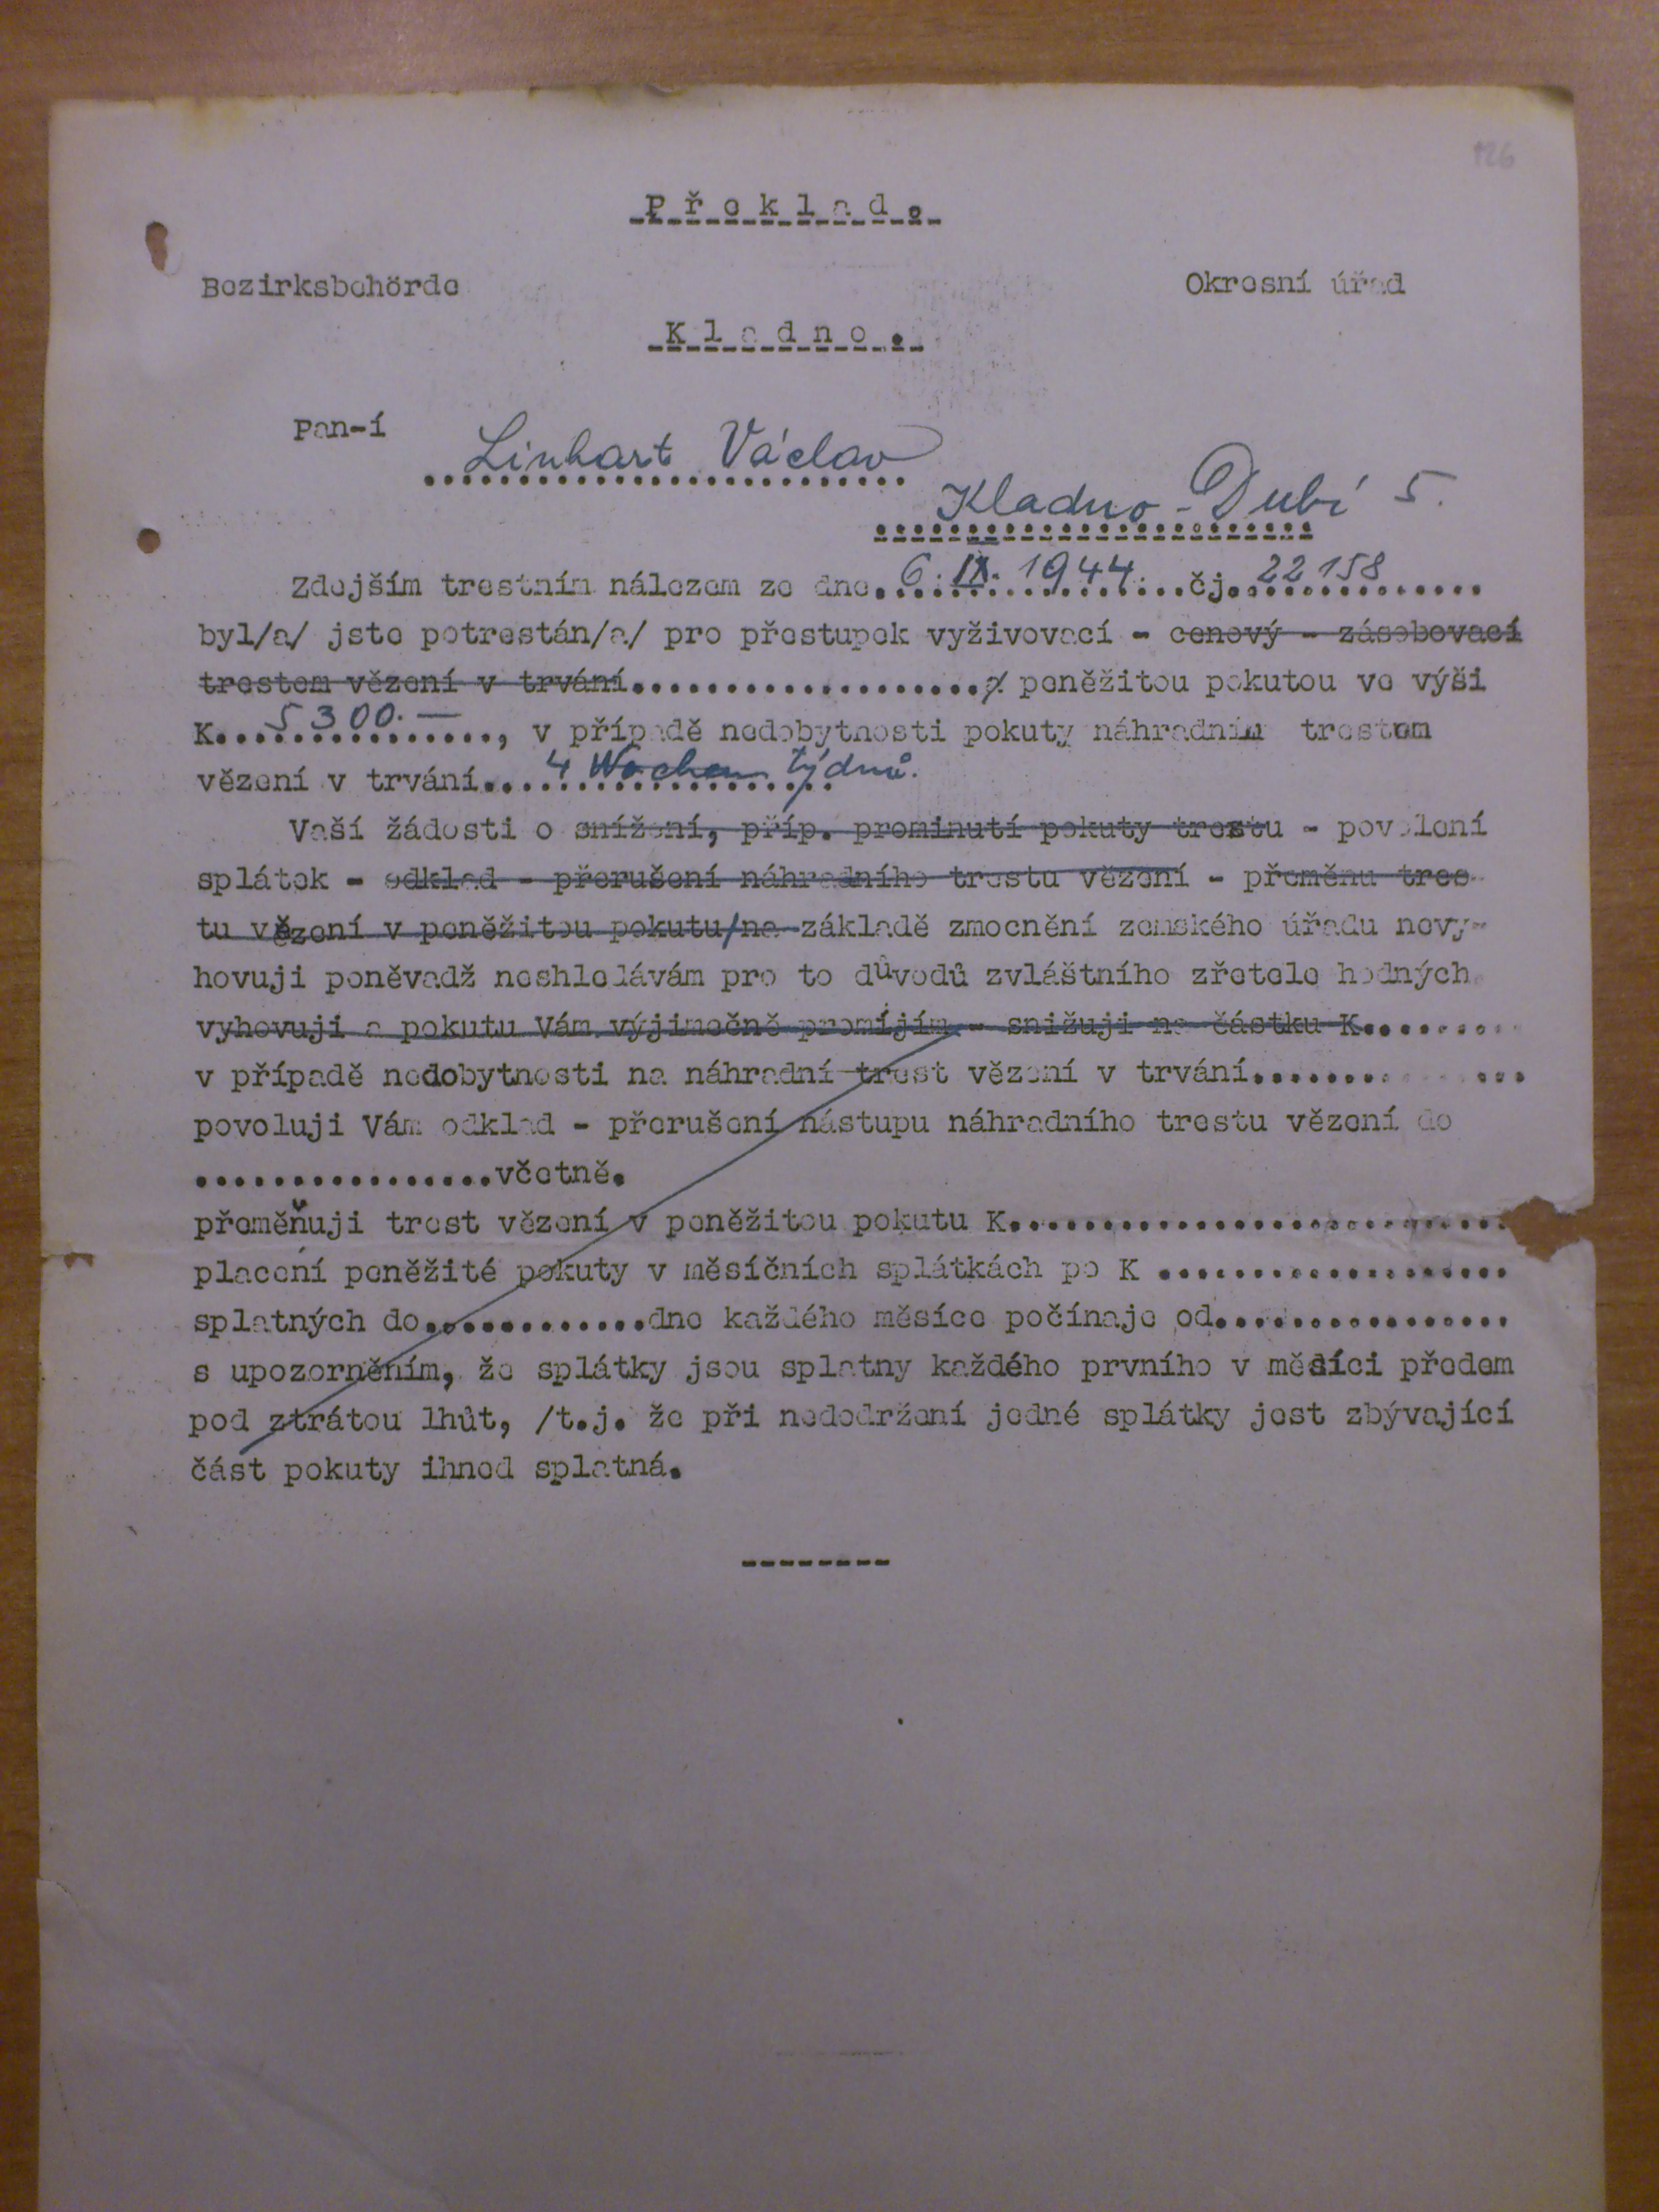 126
Překlad.
Bezirksbehörde Okresní úřad
Kladno.
Pan-í
Linhart Václav
Kladno-Dubí 5.
Zdejším trestním nálezem ze dne. 6. IX. 1944...čj. 22158
byl/a/ jste potrestán/a/ pro přestupek vyživovací - cenový - zásobovací
trestem vězení v trvání...................a peněžitou pokutou ve výši
K...5300.—..., v případě nedobytnosti pokuty náhradním trestem
vězení v trvání...4 Wochen týdnů.
Vaší žádosti o snížení, příp. prominutí pokuty trestu - povolení
splátek - odklad - přerušení náhradního trestu vězení - přeměnu tres-
tu vězení v peněžitou pokutu/na základě zmocnění zemského úřadu nevy-
hovuji poněvadž neshledávám pro to důvodů zvláštního zřetele hodných
vyhovuji a pokutu Vám výjimečně promíjím - snižuji na částku K.........
v případě nedobytnosti na náhradní trest vězení v trvání...............
povoluji Vám odklad - přerušení nástupu náhradního trestu vězení do
................včetně.
přeměňuji trest vězení v peněžitou pokutu K...........................
placení peněžité pokuty v měsíčních splátkách po K ...................
splatných do............dne každého měsíce počínaje od................
s upozorněním, že splátky jsou splatny každého prvního v měsíci předem
pod ztrátou lhůt, /t.j. že při nedodržení jedné splátky jest zbývající
část pokuty ihned splatná.
--------